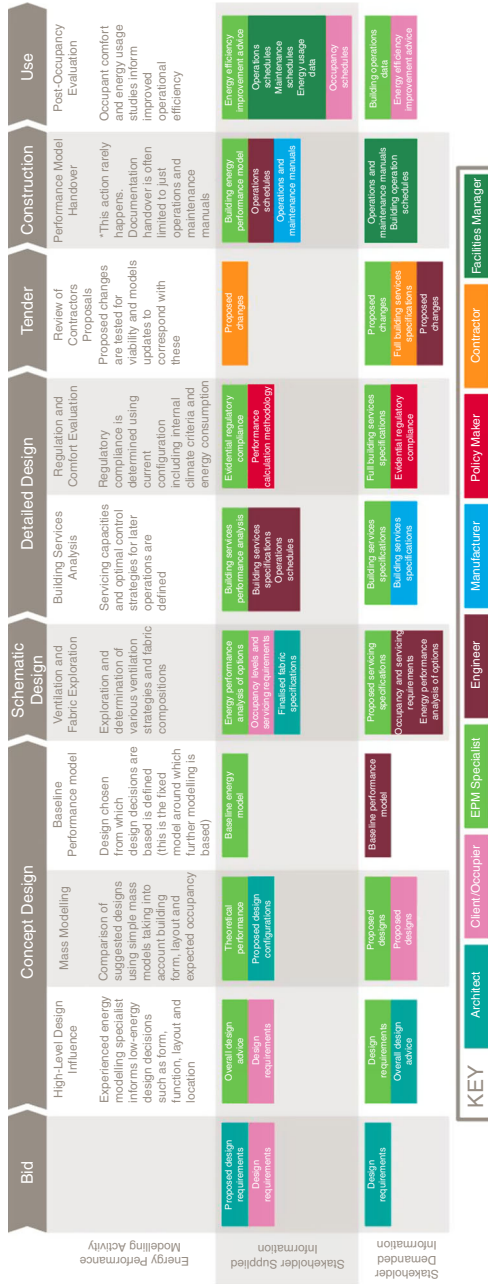 Bid
Concept Design
Schematic
Design
Detailed Design
Tender
Construction
Use
Energy Performance
Modelling Activity
High-Level Design
Influence
Experienced energy
modelling specialist
informs low-energy
design decisions
such as form,
function, layout and
location
Mass Modelling
Comparison of
suggested designs
using simple mass
models taking into
account building
form, layout and
expected occupancy
Baseline
Performance model
Design chosen
from which
design decisions are
based is defined
(this is the fixed
model around which
further modelling is
based)
Ventilation and
Fabric Exploration
Exploration and
determination of
various ventilation
strategies and fabric
compositions
Building Services
Analysis
Servicing capacities
and optimal control
strategies for later
operations are
defined
Regulation and
Comfort Evaluation
Regulatory
compliance is
determined using
current
configuration
including internal
climate criteria and
energy consumption
Review of
Contractors
Proposals
Proposed changes
are tested for
viability and models
updates to
correspond with
these
Performance Model
Handover
*This action rarely
happens.
Documentation
handover is often
limited to just
operations and
maintenance
manuals
Post-Occupancy
Evaluation
Occupant comfort
and energy usage
studies inform
improved
operational
efficiency
Stakeholder Supplied
Information
Proposed design
requirements
Design
requirements
Overall design
advice
Design
requirements
Theoretical
performance
Proposed design
configurations
Baseline energy
model
Energy performance
analysis of options
Occupancy levels and
servicing requirements
Finalised fabric
specifications
Building services
performance analysis
Building services
specifications
Operations
schedules
Evidential regulatory
compliance
Performance
calculation methodology
Proposed
changes
Building energy
performance model
Operations
schedules
Operations and
maintenance manuals
Energy efficiency
improvement advice
Operations
schedules
Maintenance
schedules
Energy usage
data
Occupancy
schedules
Stakeholder
Information Demanded
Design
requirements
Design
requirements
Overall design
advice
Proposed
designs
Proposed
designs
Baseline performance
model
Proposed servicing
specifications
Occupancy and servicing
requirements
Energy performance
analysis of options
Building services
specifications
Building services
specifications
Full building services
specifications
Evidential regulatory
compliance
Proposed
changes
Full building services
specifications
Proposed
changes
Operations and
maintenance manuals
Building operation
schedules
Building operations
data
Energy efficiency
improvement advice
KEY
Architect
Client/Occupier
EPM Specialist
Engineer
Manufacturer
Policy Maker
Contractor
Facilities Manager